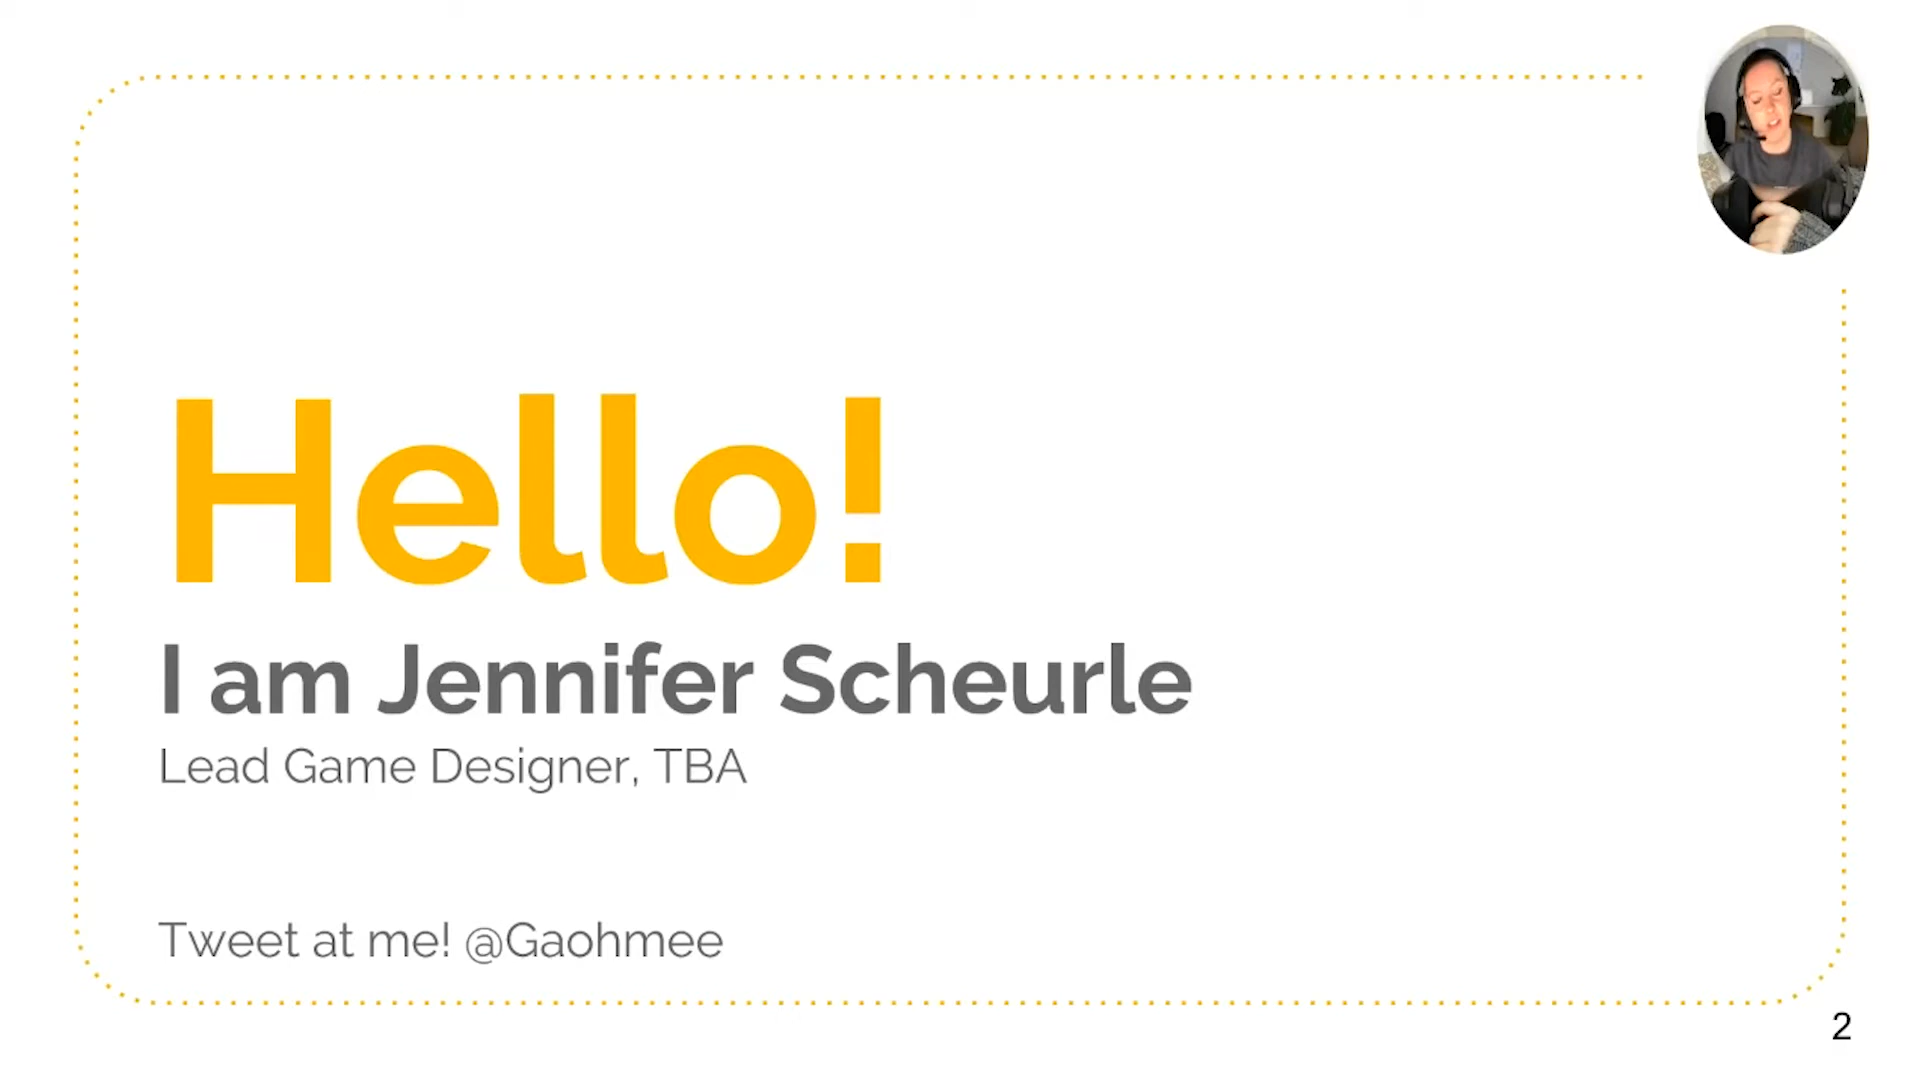 Hello!
I am Jennifer Scheurle
Lead Game Designer, TBA
Tweet at me! @Gaohmee
2